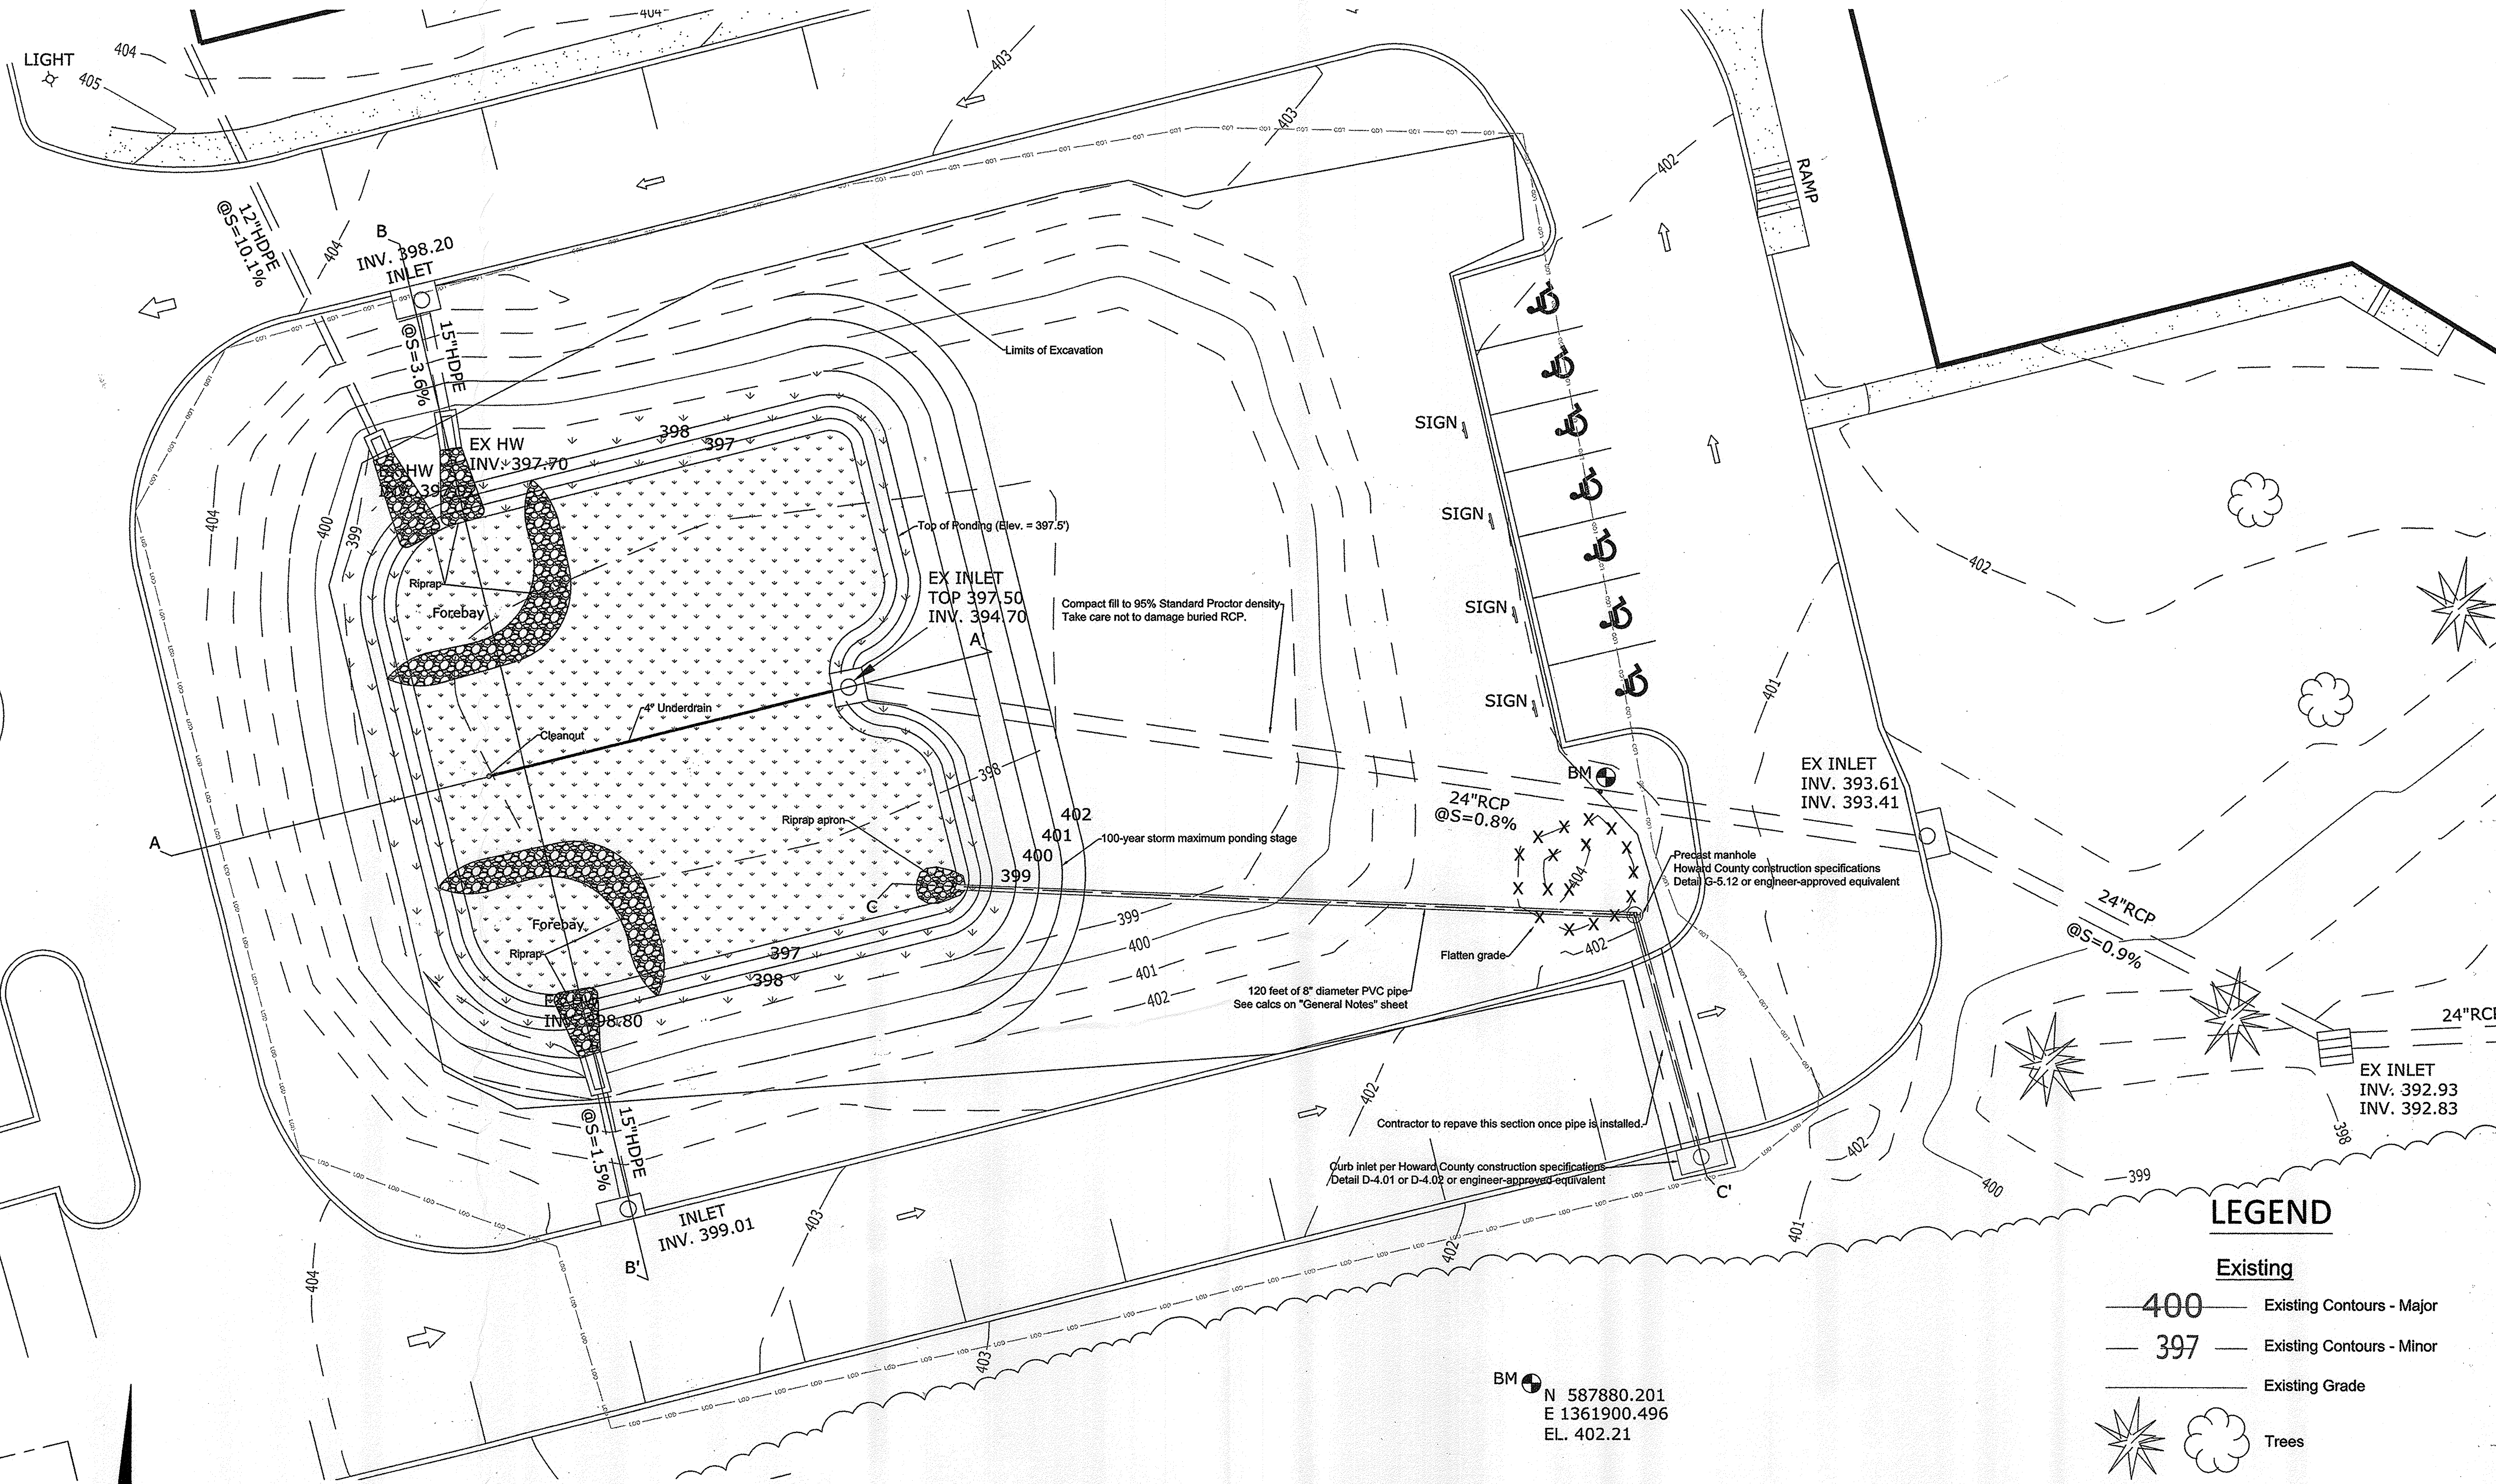 LIGHT
404
405
404
403
403
402
RAMP
12"HDPE
@S=10.1%
404
B
INV. 398.20
INLET
15"HDPE
@S=3.6%
Limits of Excavation
SIGN
398
397
EX HW
INV. 397.70
404
400
399
Top of Ponding (Elev. = 397.5')
SIGN
Riprap
Forebay
EX INLET
TOP 397.50
INV. 394.70
A'
Compact fill to 95% Standard Proctor density
Take care not to damage buried RCP.
SIGN
402
4" Underdrain
Cleanout
SIGN
401
398
BM
24"RCP
@S=0.8%
EX INLET
INV. 393.61
INV. 393.41
A
Riprap apron
402
401
400
399
100-year storm maximum ponding stage
C
404
Precast manhole
Howard County construction specifications
Detail G-5.12 or engineer-approved equivalent
Forebay
Riprap
397
398
399
400
401
402
Flatten grade
402
120 feet of 8" diameter PVC pipe
See calcs on "General Notes" sheet
24"RCP
@S=0.9%
15"HDPE
@S=1.5%
402
Contractor to repave this section once pipe is installed.
Curb inlet per Howard County construction specifications
Detail D-4.01 or D-4.02 or engineer-approved equivalent
C'
402
EX INLET
INV. 392.93
INV. 392.83
398
399
400
401
INLET
INV. 399.01
B'
403
404
402
403
BM
N 587880.201
E 1361900.496
EL. 402.21
LEGEND
Existing
400 Existing Contours - Major
397 Existing Contours - Minor
Existing Grade
Trees